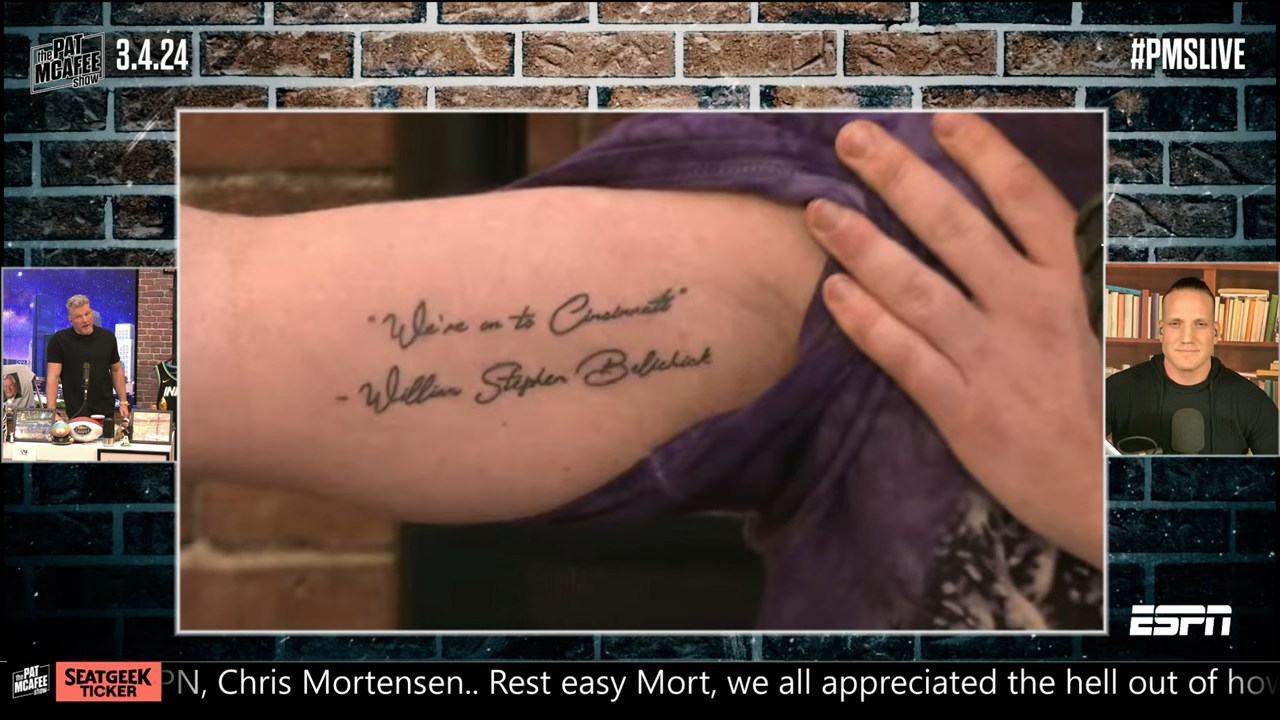 the PAT MCAFEE show
3.4.24
#PMSLIVE
"We're on to Cincinnati"
- William Stephen Belichick
ESPN
the PAT MCAFEE show
SEATGEEK TICKER
PN, Chris Mortensen.. Rest easy Mort, we all appreciated the hell out of how